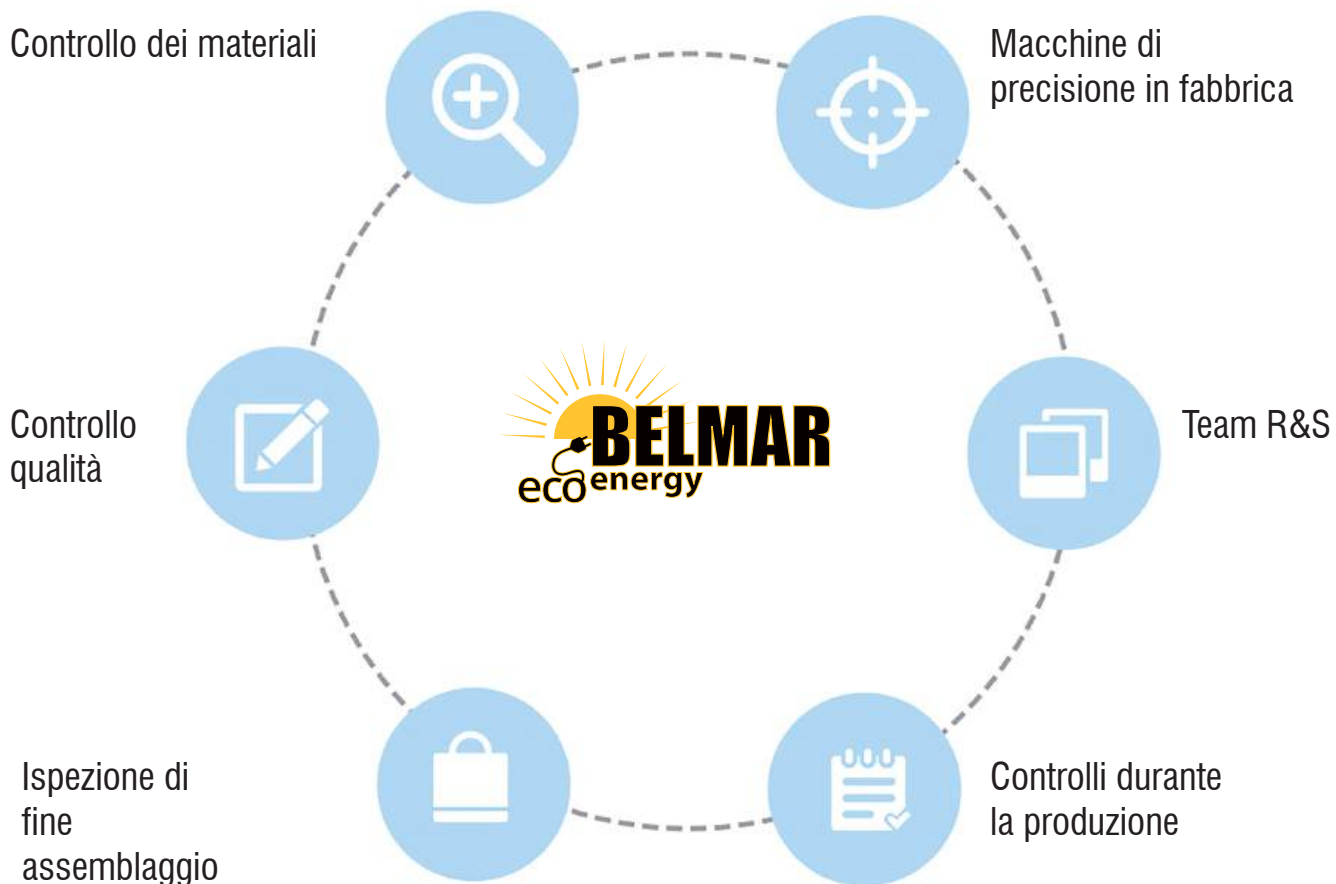 Controllo dei materiali
Macchine di
precisione in fabbrica
BELMAR
eco energy
Controllo
qualità
Team R&S
Ispezione di
fine
assemblaggio
Controlli durante
la produzione